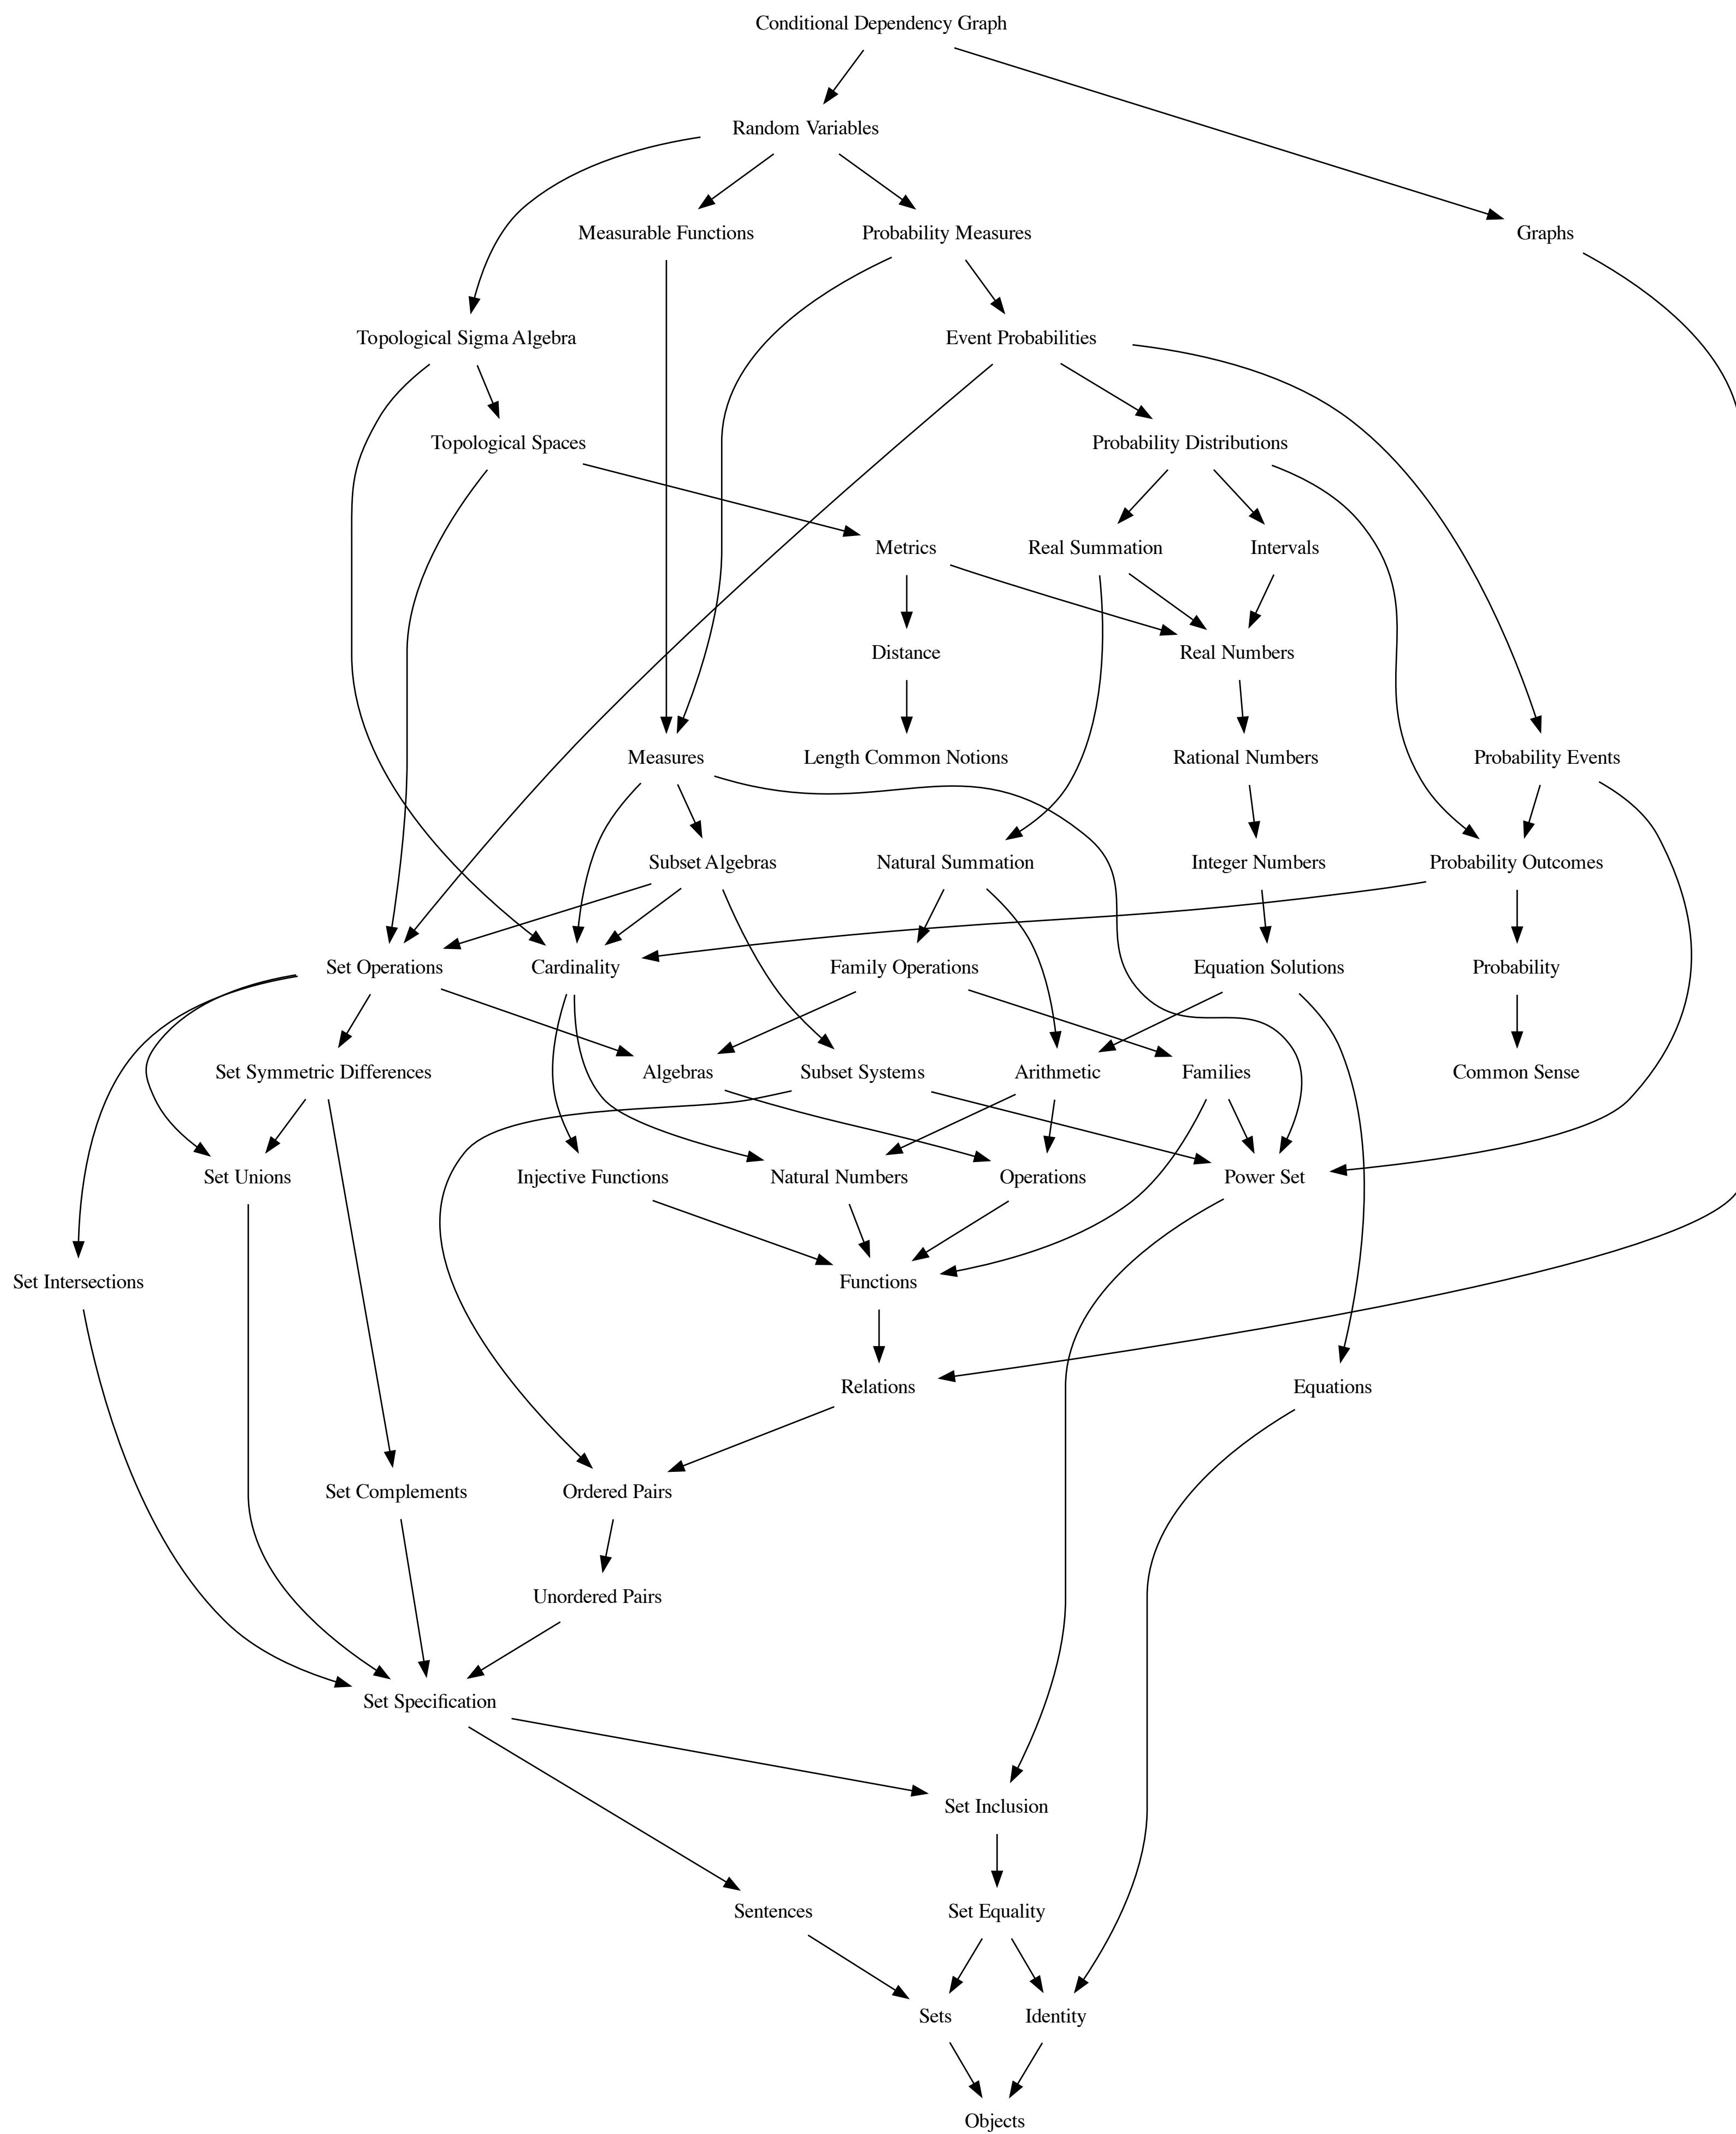 Conditional Dependency Graph
Random Variables
Measurable Functions
Probability Measures
Graphs
Topological Sigma Algebra
Event Probabilities
Topological Spaces
Probability Distributions
Metrics
Real Summation
Intervals
Distance
Real Numbers
Measures
Length Common Notions
Rational Numbers
Probability Events
Subset Algebras
Natural Summation
Integer Numbers
Probability Outcomes
Set Operations
Cardinality
Family Operations
Equation Solutions
Probability
Set Symmetric Differences
Algebras
Subset Systems
Arithmetic
Families
Common Sense
Set Unions
Injective Functions
Natural Numbers
Operations
Power Set
Set Intersections
Functions
Relations
Equations
Set Complements
Ordered Pairs
Unordered Pairs
Set Specification
Set Inclusion
Sentences
Set Equality
Sets
Identity
Objects